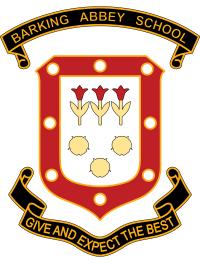 BARKING ABBEY SCHOOL
GIVE AND EXPECT THE BEST